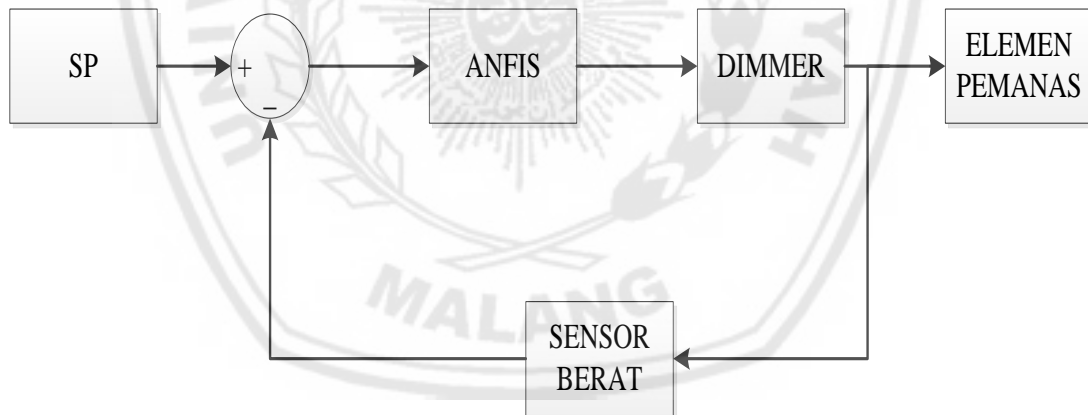 SP
+
−
ANFIS
DIMMER
ELEMEN
PEMANAS
SENSOR
BERAT
MALANG